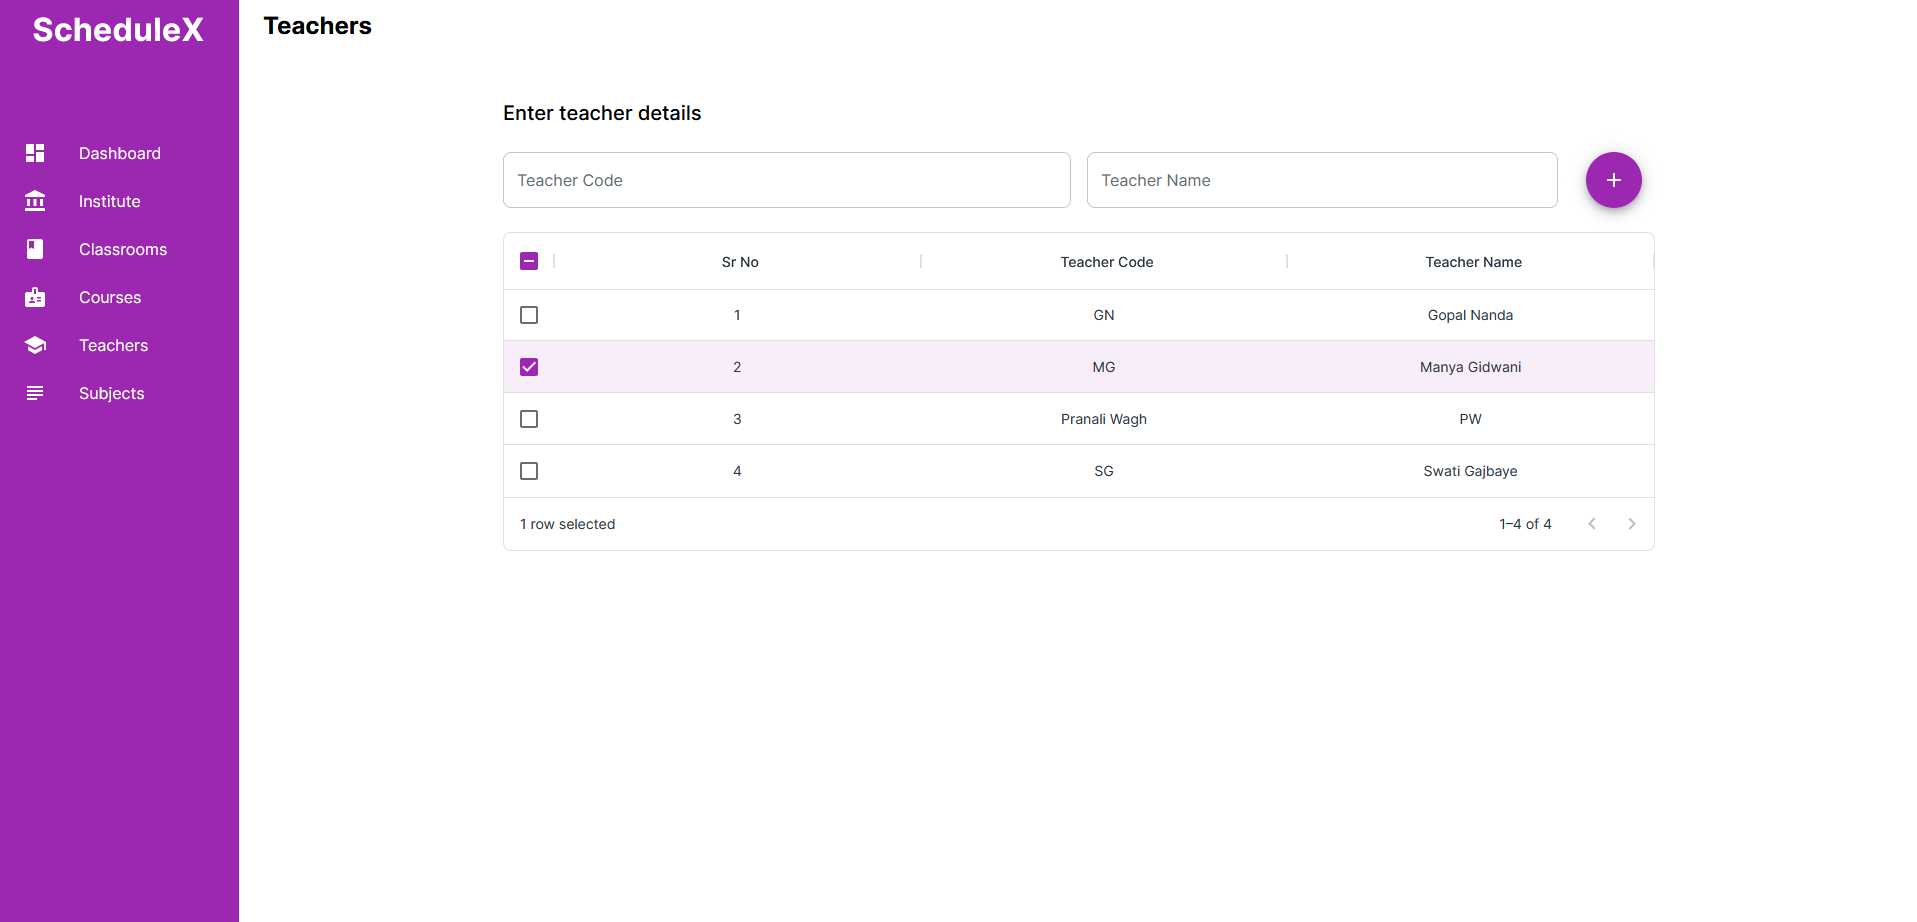 ScheduleX
Teachers
Dashboard
Institute
Classrooms
Courses
Teachers
Subjects
Enter teacher details
Teacher Code Teacher Name
Sr No Teacher Code Teacher Name
1 GN Gopal Nanda
2 MG Manya Gidwani
3 Pranali Wagh PW
4 SG Swati Gajbaye
1 row selected 1–4 of 4